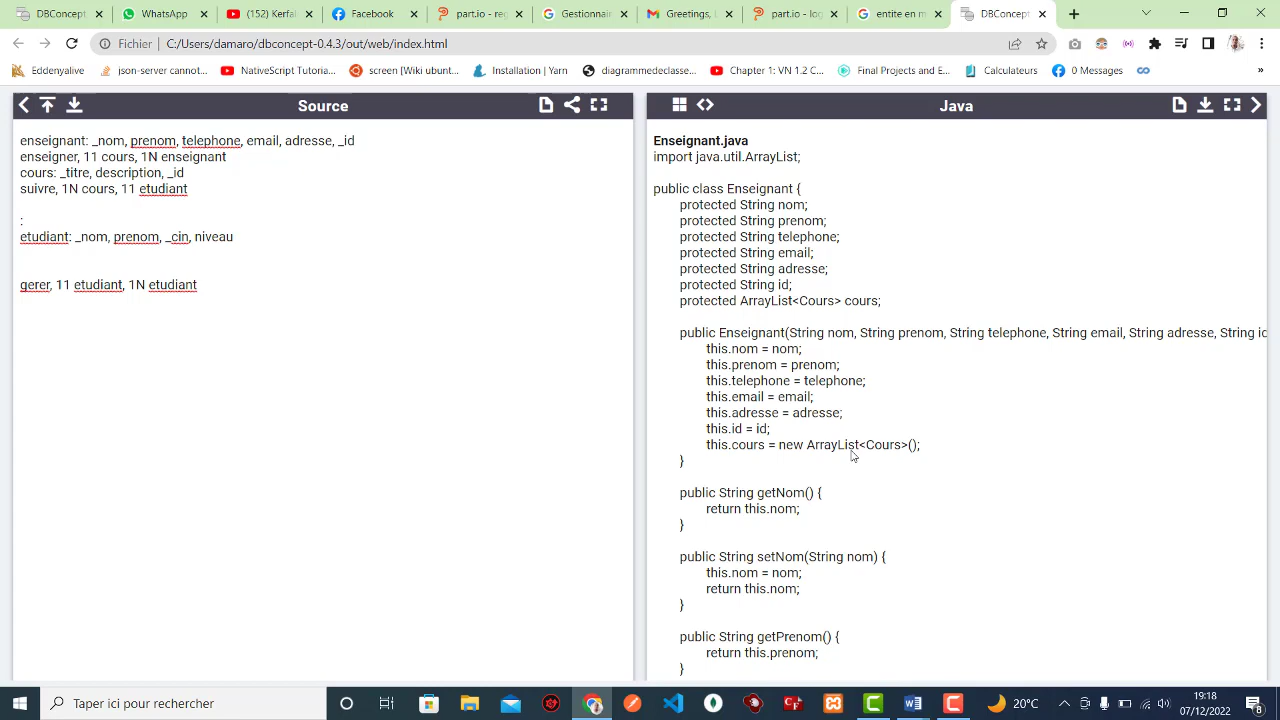 DBConcept
WhatsApp
(152) Kerfal
Facebook
part.io - reg
Gestionnair
Greetings, I
part.io - log
entite en m
DBConcept
Fichier | C:/Users/damaro/dbconcept-0.4.3/out/web/index.html
Eddenyalive
json-server cannot...
NativeScript Tutoria...
screen [Wiki ubunt...
Installation | Yarn
diagrammedeclasse...
Chapter 1: VN 1.2 C...
Final Projects and E...
Calculateurs
0 Messages
»
Source
enseignant: _nom, prenom, telephone, email, adresse, _id
enseigner, 11 cours, 1N enseignant
cours: _titre, description, _id
suivre, 1N cours, 11 etudiant
:
etudiant: _nom, prenom, _cin, niveau
gerer, 11 etudiant, 1N etudiant
Java
Enseignant.java
import java.util.ArrayList;
public class Enseignant {
protected String nom;
protected String prenom;
protected String telephone;
protected String email;
protected String adresse;
protected String id;
protected ArrayList<Cours> cours;
public Enseignant(String nom, String prenom, String telephone, String email, String adresse, String id
this.nom = nom;
this.prenom = prenom;
this.telephone = telephone;
this.email = email;
this.adresse = adresse;
this.id = id;
this.cours = new ArrayList<Cours>();
}
public String getNom() {
return this.nom;
}
public String setNom(String nom) {
this.nom = nom;
return this.nom;
}
public String getPrenom() {
return this.prenom;
}
Taper ici pour rechercher
20°C
19:18
07/12/2022